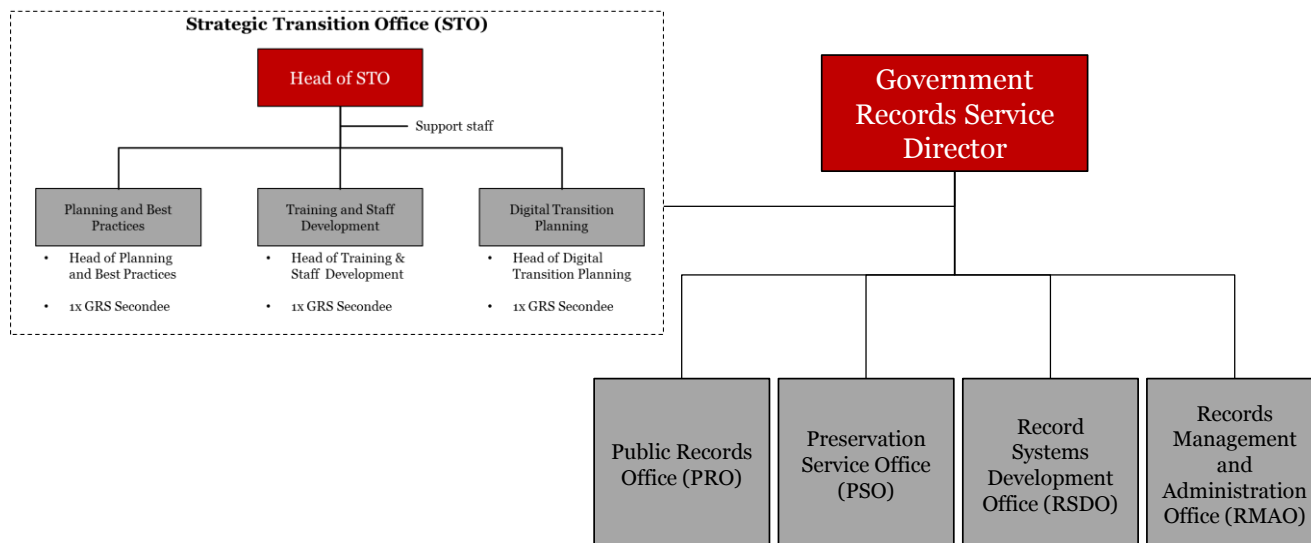 Strategic Transition Office (STO)
Head of STO
Support staff
Planning and Best
Practices
• Head of Planning
and Best Practices
• 1x GRS Secondee
Training and Staff
Development
• Head of Training &
Staff Development
• 1x GRS Secondee
Digital Transition
Planning
• Head of Digital
Transition Planning
• 1x GRS Secondee
Government
Records Service
Director
Public Records
Office (PRO)
Preservation
Service Office
(PSO)
Record
Systems
Development
Office (RSDO)
Records
Management
and
Administration
Office (RMAO)